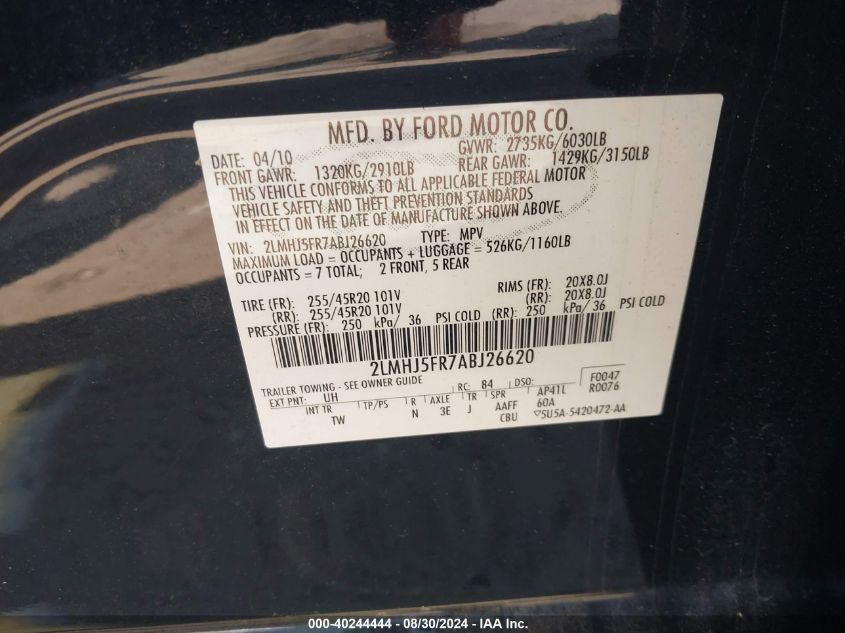 MFD. BY FORD MOTOR CO.
DATE: 04/10 GVWR: 2735KG/6030LB
FRONT GAWR: 1320KG/2910LB REAR GAWR: 1429KG/3150LB
THIS VEHICLE CONFORMS TO ALL APPLICABLE FEDERAL MOTOR
VEHICLE SAFETY AND THEFT PREVENTION STANDARDS
IN EFFECT ON THE DATE OF MANUFACTURE SHOWN ABOVE.
VIN: 2LMHJ5FR7ABJ26620 TYPE: MPV
MAXIMUM LOAD = OCCUPANTS + LUGGAGE = 526KG/1160LB
OCCUPANTS = 7 TOTAL; 2 FRONT, 5 REAR
TIRE (FR): 255/45R20 101V RIMS (FR): 20X8.0J
(RR): 255/45R20 101V (RR): 20X8.0J
PRESSURE (FR): 250 kPa/ 36 PSI COLD (RR): 250 kPa/ 36 PSI COLD
2LMHJ5FR7ABJ26620
TRAILER TOWING - SEE OWNER GUIDE
EXT PNT: UH RC: 84 DSO: AP41L F0047
INT TR TP/PS R AXLE TR SPR 60A R0076
TW N 3E J AAFF
CBU ▽5U5A-5420472-AA
000-40244444 - 08/30/2024 - IAA Inc.